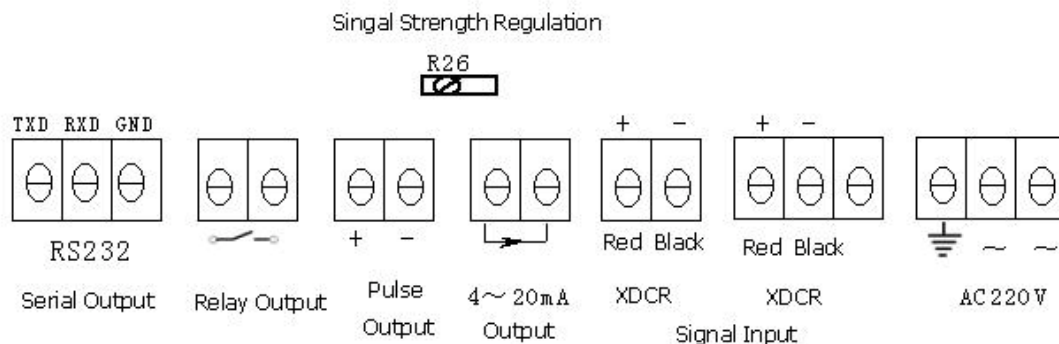 Singal Strength Regulation
R26
TXD RXD GND
+ −
+ −
+ −
Red Black
Red Black
～ ～
RS232
Serial Output
Relay Output
Pulse
Output
4～20mA
Output
XDCR
XDCR
Signal Input
AC220V